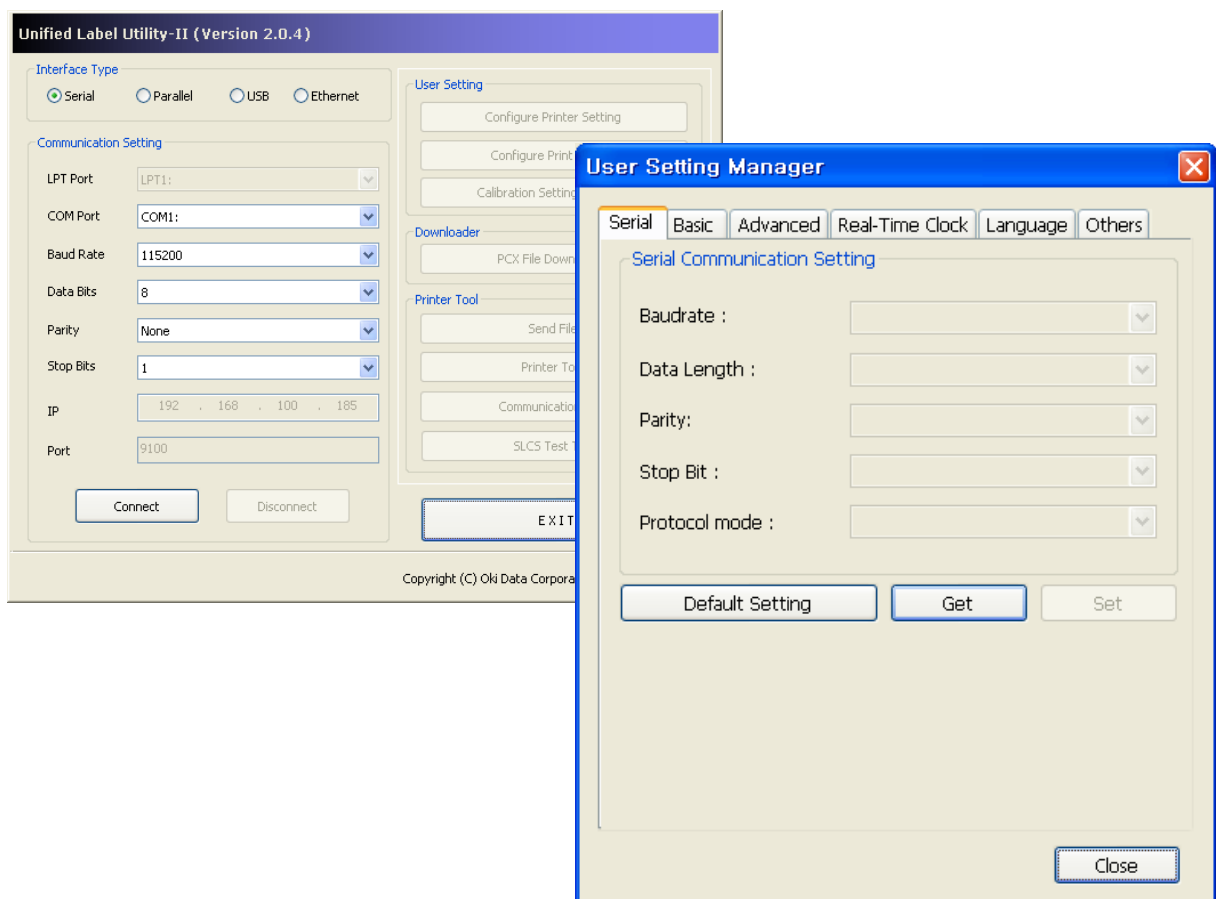 Unified Label Utility-II (Version 2.0.4)
Interface Type
Serial Parallel USB Ethernet
Communication Setting
LPT Port LPT1:
COM Port COM1:
Baud Rate 115200
Data Bits 8
Parity None
Stop Bits 1
IP 192 . 168 . 100 . 185
Port 9100
Connect Disconnect
User Setting
Configure Printer Setting
Configure Print
Calibration Setting
Downloader
PCX File Down
Printer Tool
Send File
Printer To
Communication
SLCS Test
EXIT
Copyright (C) Oki Data Corpora
User Setting Manager
Serial Basic Advanced Real-Time Clock Language Others
Serial Communication Setting
Baudrate :
Data Length :
Parity:
Stop Bit :
Protocol mode :
Default Setting Get Set
Close